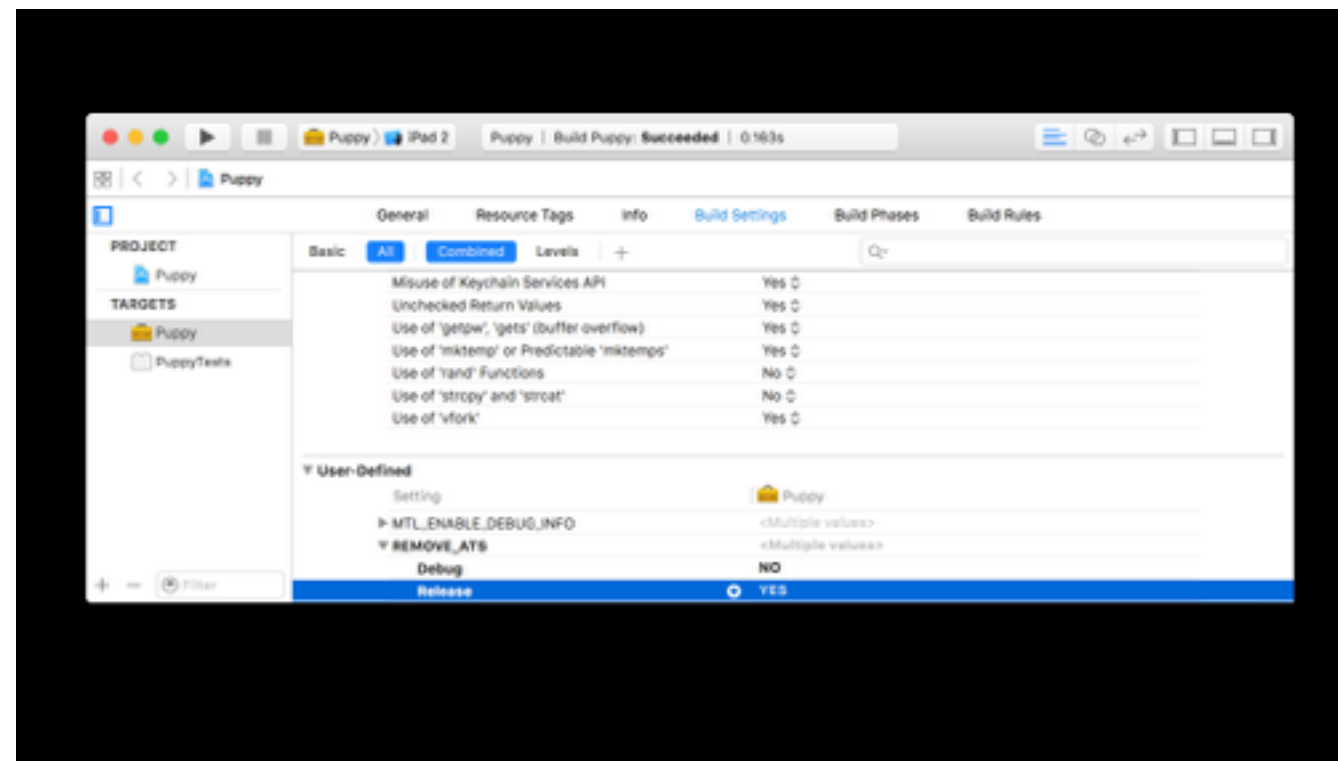 Puppy iPad 2 Puppy | Build Puppy: Succeeded | 0.163s
Puppy
General Resource Tags Info Build Settings Build Phases Build Rules
PROJECT
Basic All Combined Levels +
Puppy
Misuse of Keychain Services API Yes
TARGETS
Unchecked Return Values Yes
Puppy
Use of 'getpw', 'gets' (buffer overflow) Yes
Use of 'mktemp' or Predictable 'mktemps' Yes
PuppyTests
Use of 'rand' Functions No
Use of 'strcpy' and 'strcat' No
Use of 'vfork' Yes
User-Defined
Setting Puppy
MTL_ENABLE_DEBUG_INFO <Multiple values>
REMOVE_ATS <Multiple values>
Debug NO
+ − Filter
Release YES